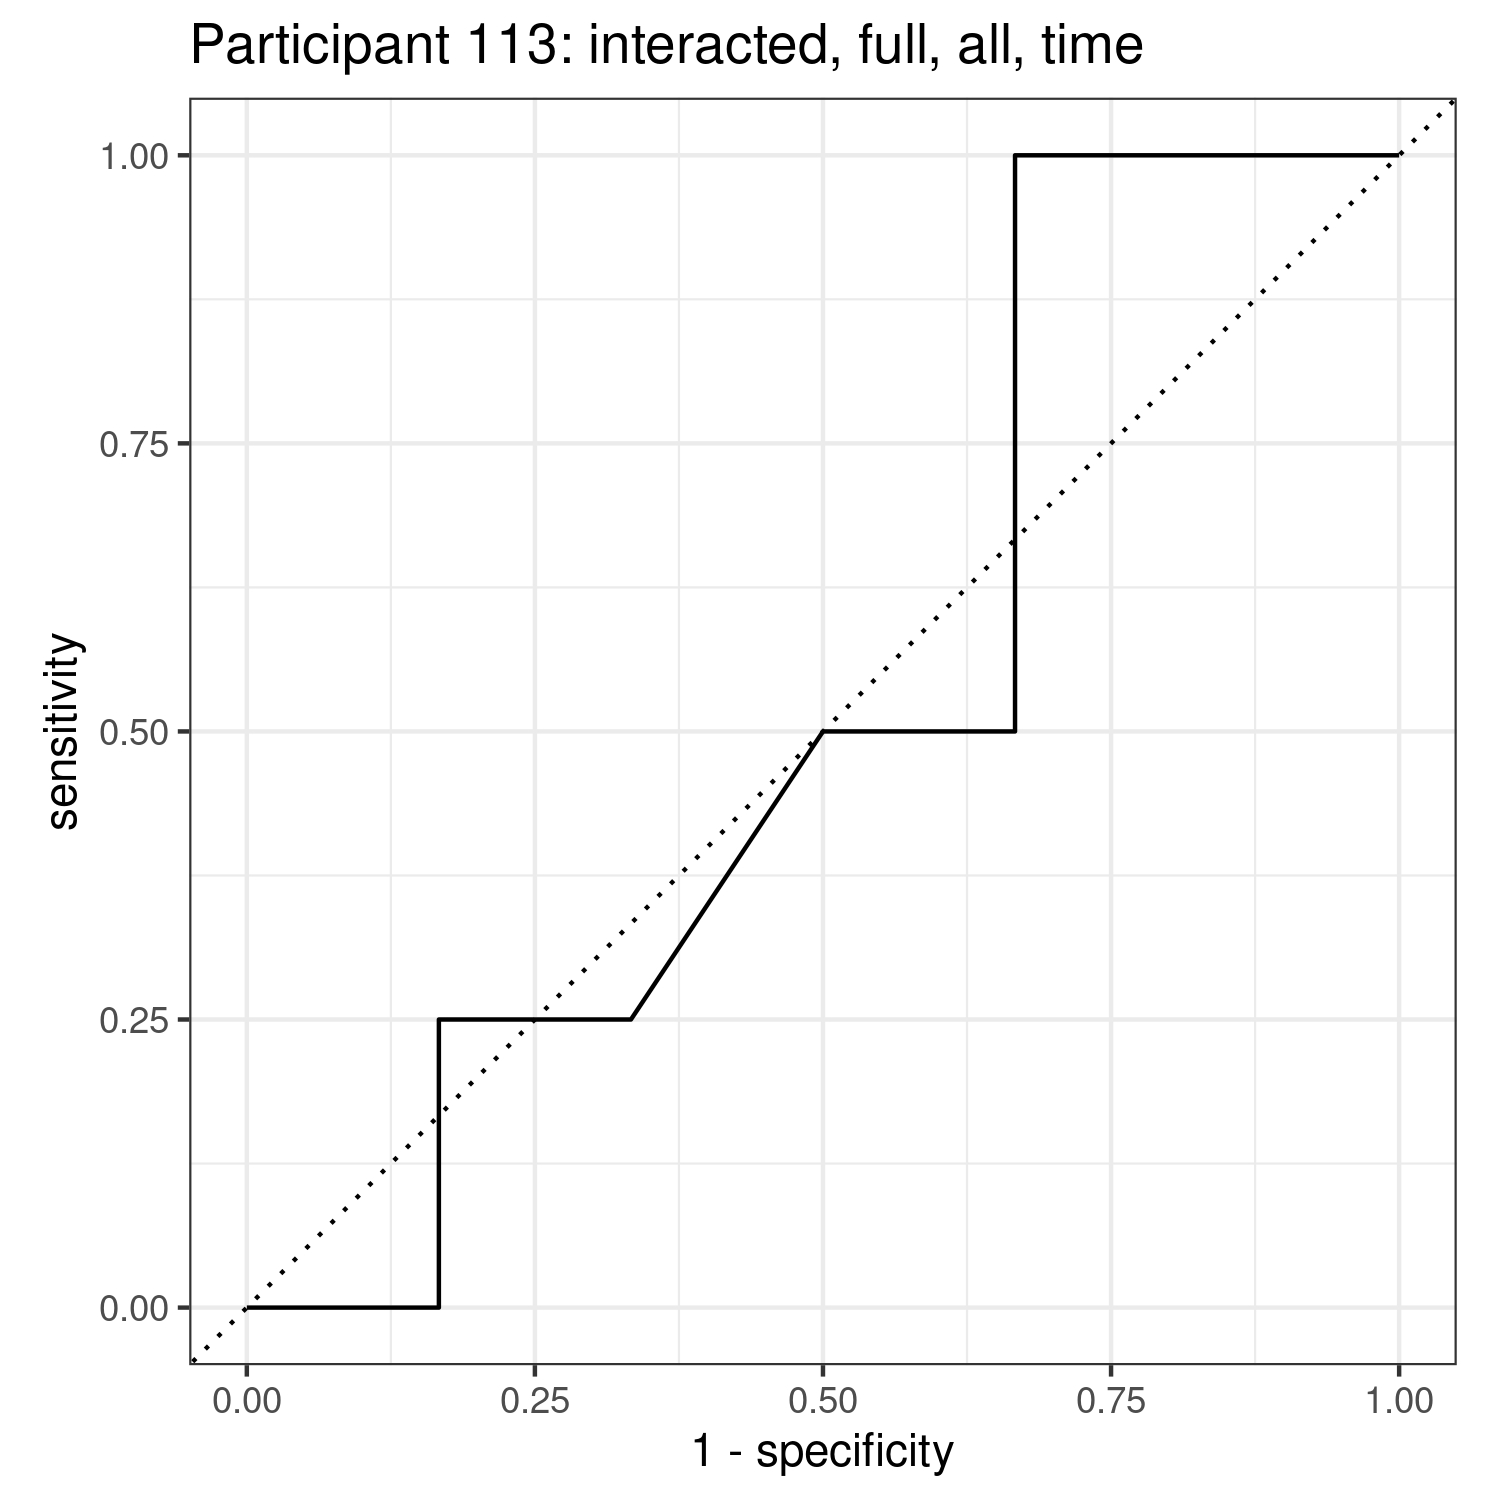 Participant 113: interacted, full, all, time
1.00
0.75
0.50
0.25
0.00
sensitivity
0.00 0.25 0.50 0.75 1.00
1 - specificity